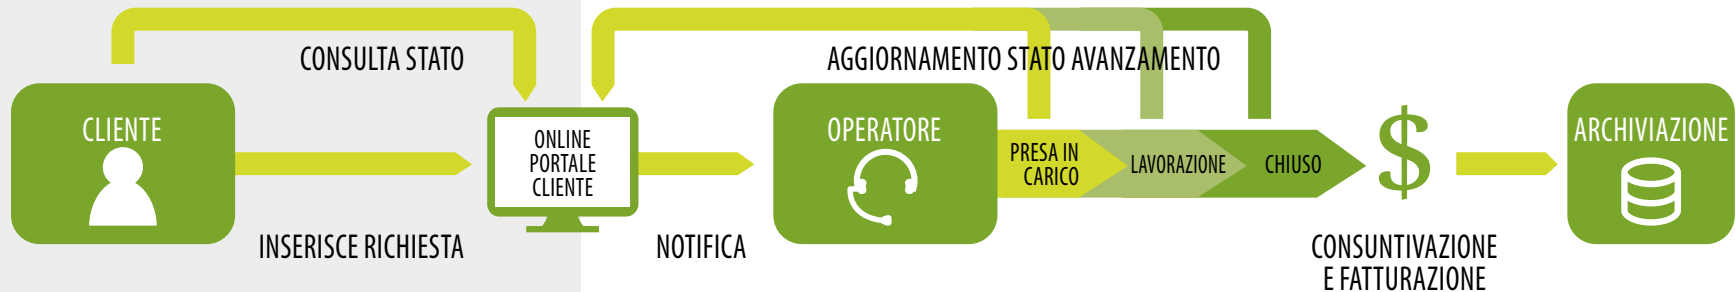 CONSULTA STATO
AGGIORNAMENTO STATO AVANZAMENTO
CLIENTE
ONLINE
PORTALE
CLIENTE
OPERATORE
PRESA IN
CARICO
LAVORAZIONE
CHIUSO
$
ARCHIVIAZIONE
INSERISCE RICHIESTA
NOTIFICA
CONSUNTIVAZIONE
E FATTURAZIONE